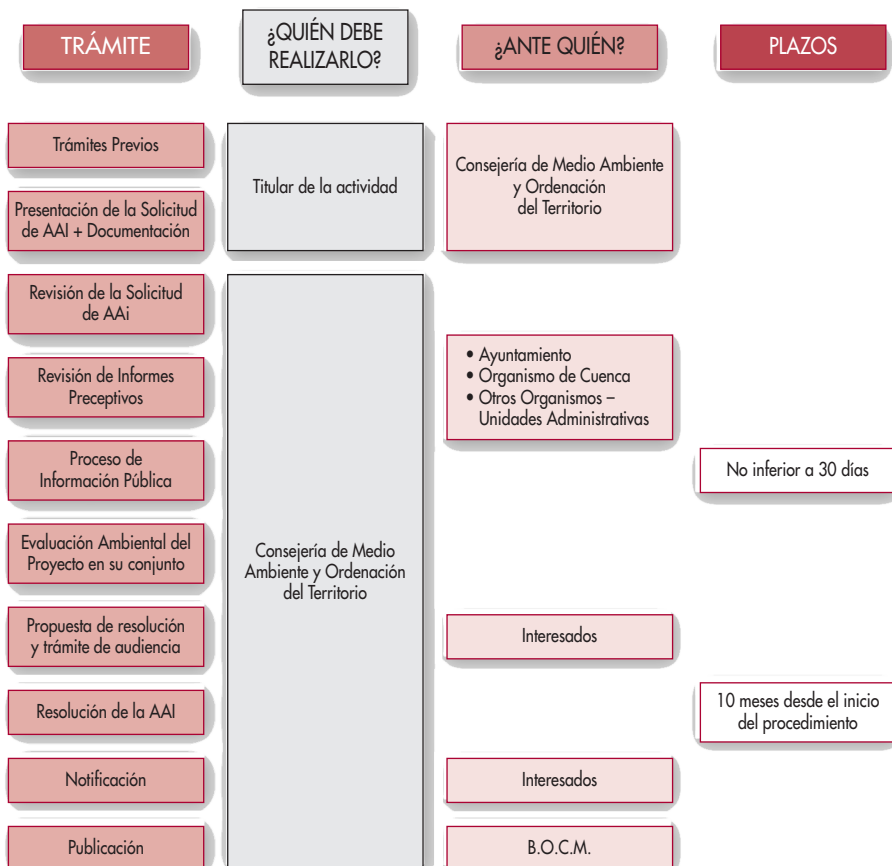 TRÁMITE
¿QUIÉN DEBE
REALIZARLO?
¿ANTE QUIÉN?
PLAZOS
Trámites Previos
Presentación de la Solicitud
de AAI + Documentación
Titular de la actividad
Consejería de Medio Ambiente
y Ordenación
del Territorio
Revisión de la Solicitud
de AAi
Revisión de Informes
Preceptivos
• Ayuntamiento
• Organismo de Cuenca
• Otros Organismos –
Unidades Administrativas
Proceso de
Información Pública
No inferior a 30 días
Evaluación Ambiental del
Proyecto en su conjunto
Consejería de Medio
Ambiente y Ordenación
del Territorio
Propuesta de resolución
y trámite de audiencia
Interesados
Resolución de la AAI
10 meses desde el inicio
del procedimiento
Notificación
Interesados
Publicación
B.O.C.M.